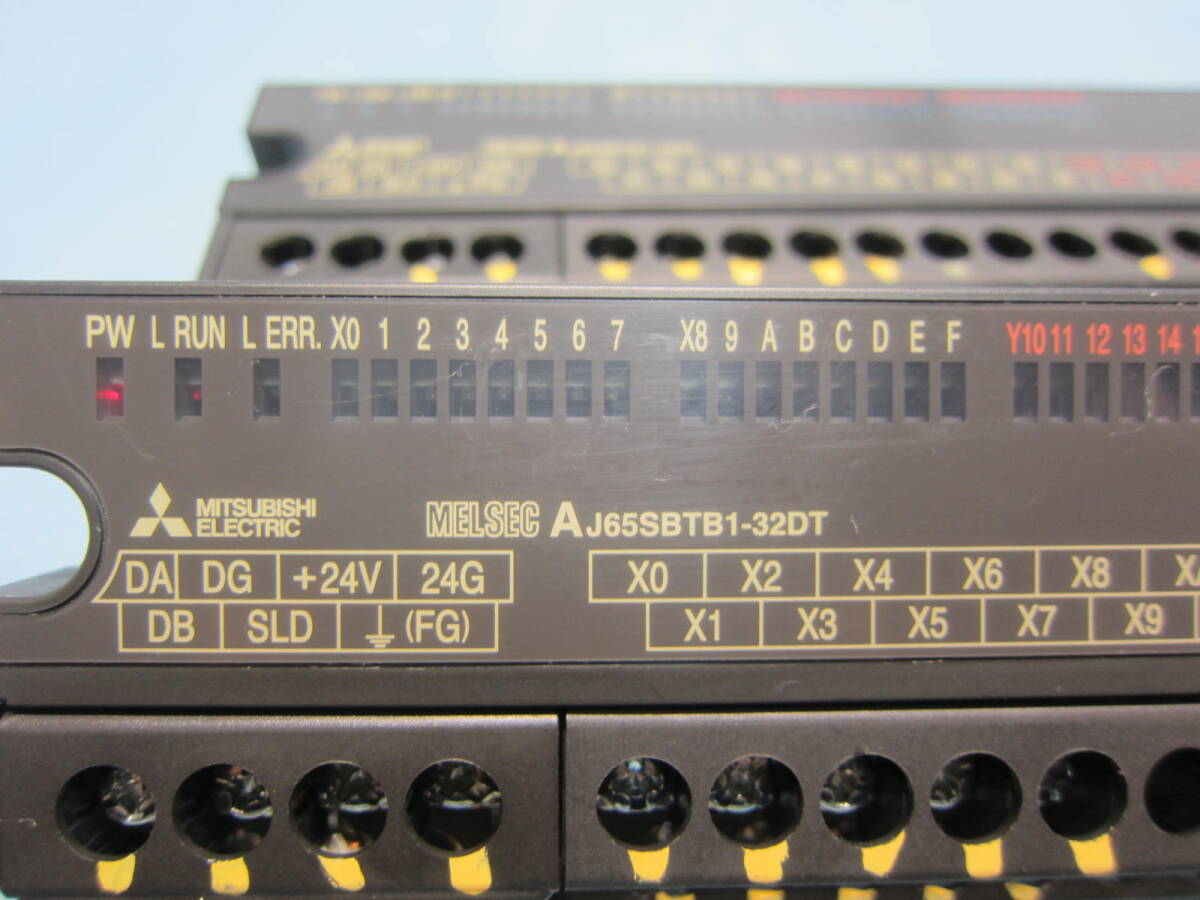 PW L RUN L ERR. X0 1 2 3 4 5 6 7 X8 9 A B C D E F Y10 11 12 13 14
MITSUBISHI
ELECTRIC
MELSEC AJ65SBTB1-32DT
DA DG +24V 24G X0 X2 X4 X6 X8
DB SLD (FG) X1 X3 X5 X7 X9